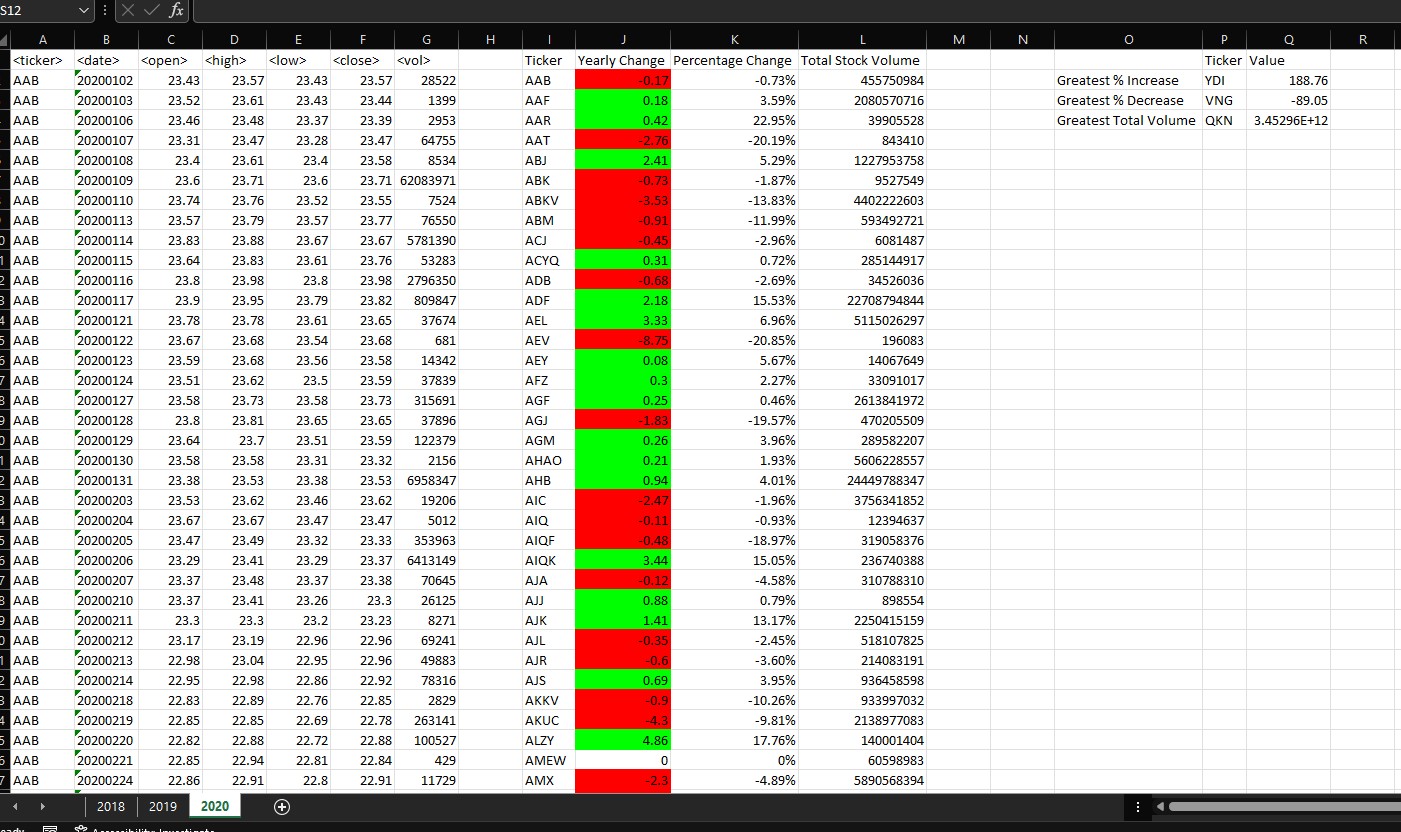 S12 fx
A B C D E F G H I J K L M N O P Q R
<ticker> <date> <open> <high> <low> <close> <vol> Ticker Yearly Change Percentage Change Total Stock Volume Ticker Value
AAB 20200102 23.43 23.57 23.43 23.57 28522 AAB -0.17 -0.73% 455750984 Greatest % Increase YDI 188.76
AAB 20200103 23.52 23.61 23.43 23.44 1399 AAF 0.18 3.59% 2080570716 Greatest % Decrease VNG -89.05
AAB 20200106 23.46 23.48 23.37 23.39 2953 AAR 0.42 22.95% 39905528 Greatest Total Volume QKN 3.45296E+12
AAB 20200107 23.31 23.47 23.28 23.47 64755 AAT -2.76 -20.19% 843410
AAB 20200108 23.4 23.61 23.4 23.58 8534 ABJ 2.41 5.29% 1227953758
AAB 20200109 23.6 23.71 23.6 23.71 62083971 ABK -0.73 -1.87% 9527549
AAB 20200110 23.74 23.76 23.52 23.55 7524 ABKV -3.53 -13.83% 4402222603
AAB 20200113 23.57 23.79 23.57 23.77 76550 ABM -0.91 -11.99% 593492721
AAB 20200114 23.83 23.88 23.67 23.67 5781390 ACJ -0.45 -2.96% 6081487
AAB 20200115 23.64 23.83 23.61 23.76 53283 ACYQ 0.31 0.72% 285144917
AAB 20200116 23.8 23.98 23.8 23.98 2796350 ADB -0.68 -2.69% 34526036
AAB 20200117 23.9 23.95 23.79 23.82 809847 ADF 2.18 15.53% 22708794844
AAB 20200121 23.78 23.78 23.61 23.65 37674 AEL 3.33 6.96% 5115026297
AAB 20200122 23.67 23.68 23.54 23.68 681 AEV -8.75 -20.85% 196083
AAB 20200123 23.59 23.68 23.56 23.58 14342 AEY 0.08 5.67% 14067649
AAB 20200124 23.51 23.62 23.5 23.59 37839 AFZ 0.3 2.27% 33091017
AAB 20200127 23.58 23.73 23.58 23.73 315691 AGF 0.25 0.46% 2613841972
AAB 20200128 23.8 23.81 23.65 23.65 37896 AGJ -1.83 -19.57% 470205509
AAB 20200129 23.64 23.7 23.51 23.59 122379 AGM 0.26 3.96% 289582207
AAB 20200130 23.58 23.58 23.31 23.32 2156 AHAO 0.21 1.93% 5606228557
AAB 20200131 23.38 23.53 23.38 23.53 6958347 AHB 0.94 4.01% 24449788347
AAB 20200203 23.53 23.62 23.46 23.62 19206 AIC -2.47 -1.96% 3756341852
AAB 20200204 23.67 23.67 23.47 23.47 5012 AIQ -0.11 -0.93% 12394637
AAB 20200205 23.47 23.49 23.32 23.33 353963 AIQF -0.48 -18.97% 319058376
AAB 20200206 23.29 23.41 23.29 23.37 6413149 AIQK 3.44 15.05% 236740388
AAB 20200207 23.37 23.48 23.37 23.38 70645 AJA -0.12 -4.58% 310788310
AAB 20200210 23.37 23.41 23.26 23.3 26125 AJJ 0.88 0.79% 898554
AAB 20200211 23.3 23.3 23.2 23.23 8271 AJK 1.41 13.17% 2250415159
AAB 20200212 23.17 23.19 22.96 22.96 69241 AJL -0.35 -2.45% 518107825
AAB 20200213 22.98 23.04 22.95 22.96 49883 AJR -0.6 -3.60% 214083191
AAB 20200214 22.95 22.98 22.86 22.92 78316 AJS 0.69 3.95% 936458598
AAB 20200218 22.83 22.89 22.76 22.85 2829 AKKV -0.9 -10.26% 933997032
AAB 20200219 22.85 22.85 22.69 22.78 263141 AKUC -4.3 -9.81% 2138977083
AAB 20200220 22.82 22.88 22.72 22.88 100527 ALZY 4.86 17.76% 140001404
AAB 20200221 22.85 22.94 22.81 22.84 429 AMEW 0 0% 60598983
AAB 20200224 22.86 22.91 22.8 22.91 11729 AMX -2.3 -4.89% 5890568394
2018 2019 2020
Accessibility: Investigate